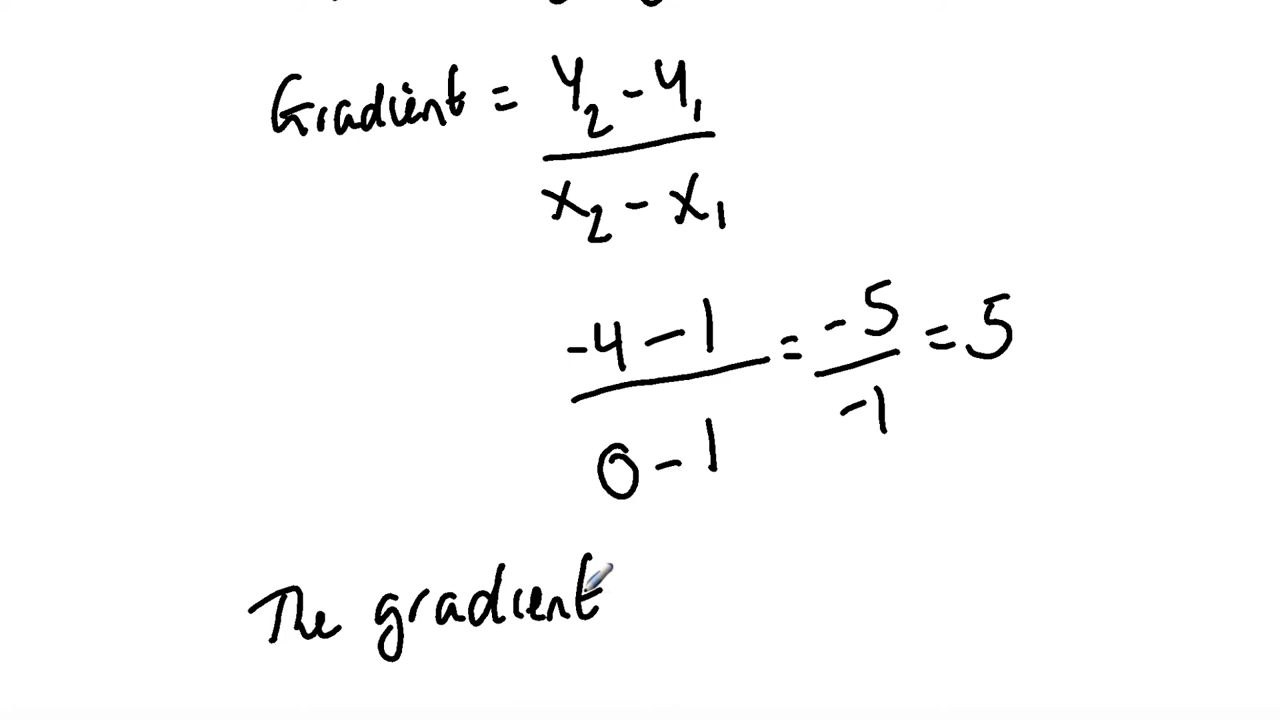 Gradient = Y2 - Y1
X2 - X1
-4 - 1 = -5 = 5
0 - 1 -1
The gradient